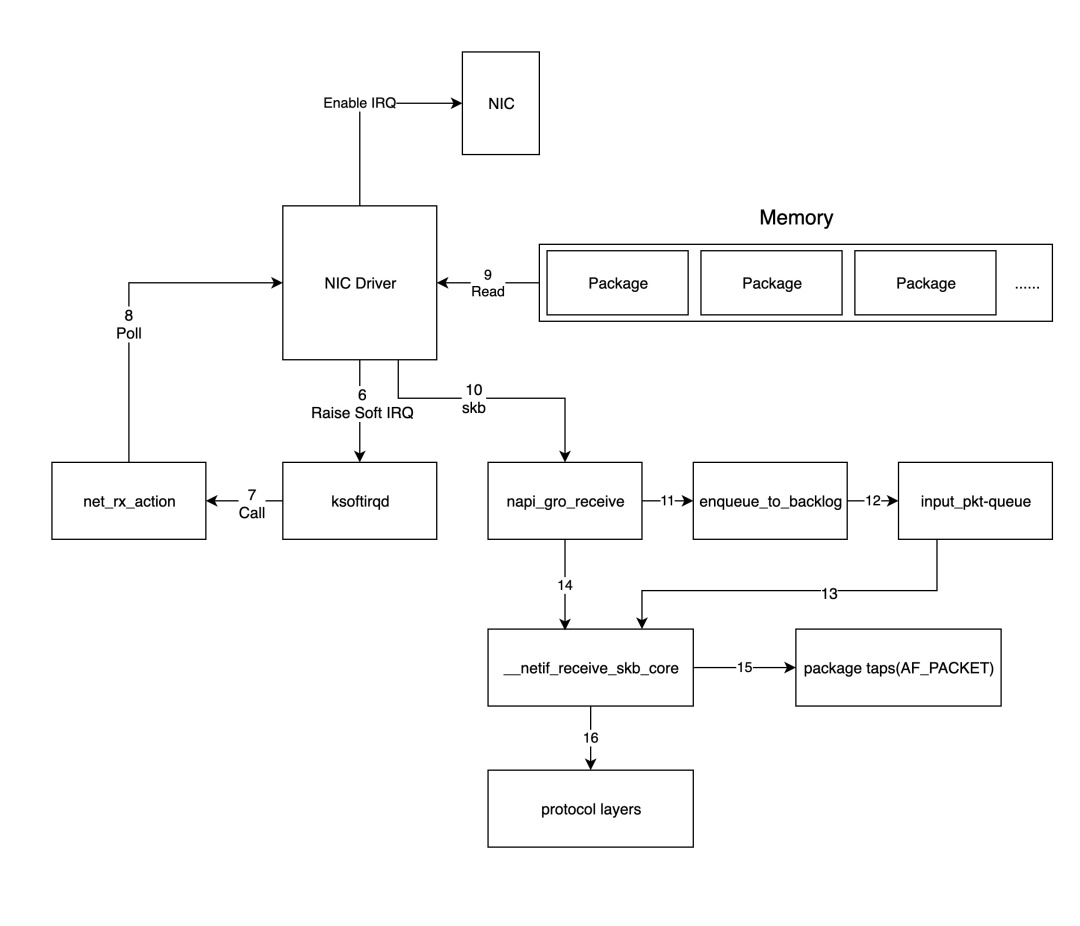 NIC
Enable IRQ
Memory
NIC Driver
9
Read
Package
Package
Package
......
8
Poll
6
Raise Soft IRQ
10
skb
net_rx_action
7
Call
ksoftirqd
napi_gro_receive
11
enqueue_to_backlog
12
input_pkt-queue
14
13
__netif_receive_skb_core
15
package taps(AF_PACKET)
16
protocol layers